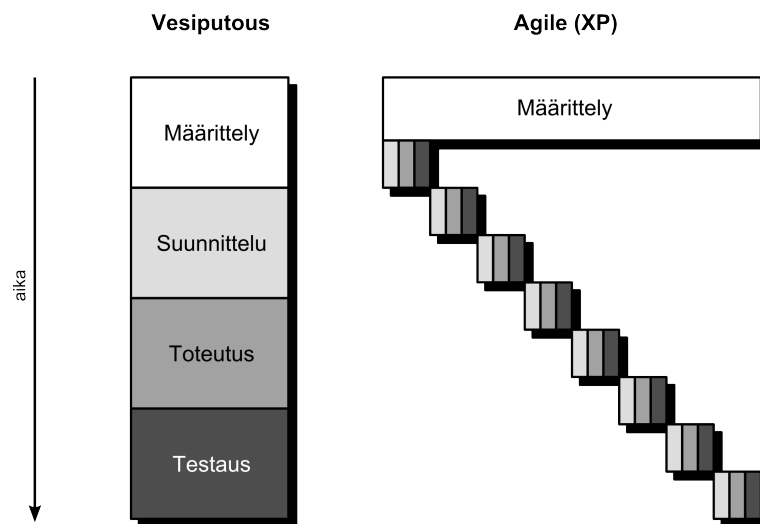 Vesiputous
Agile (XP)
Määrittely
Määrittely
Suunnittelu
aika
Toteutus
Testaus